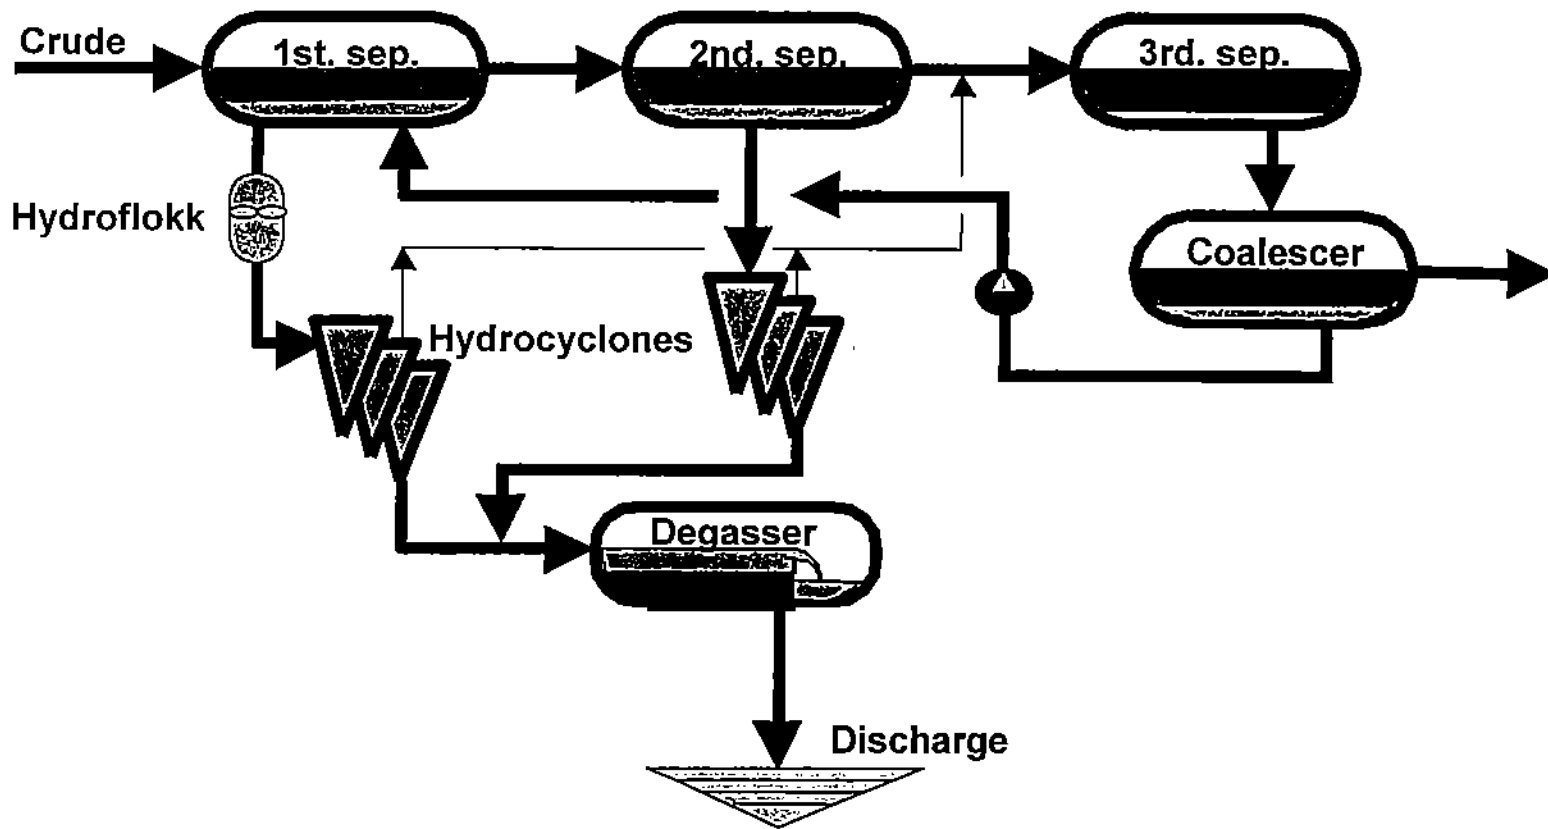 Crude
1st. sep.
2nd. sep.
3rd. sep.
Hydroflokk
Coalescer
Hydrocyclones
Degasser
Discharge